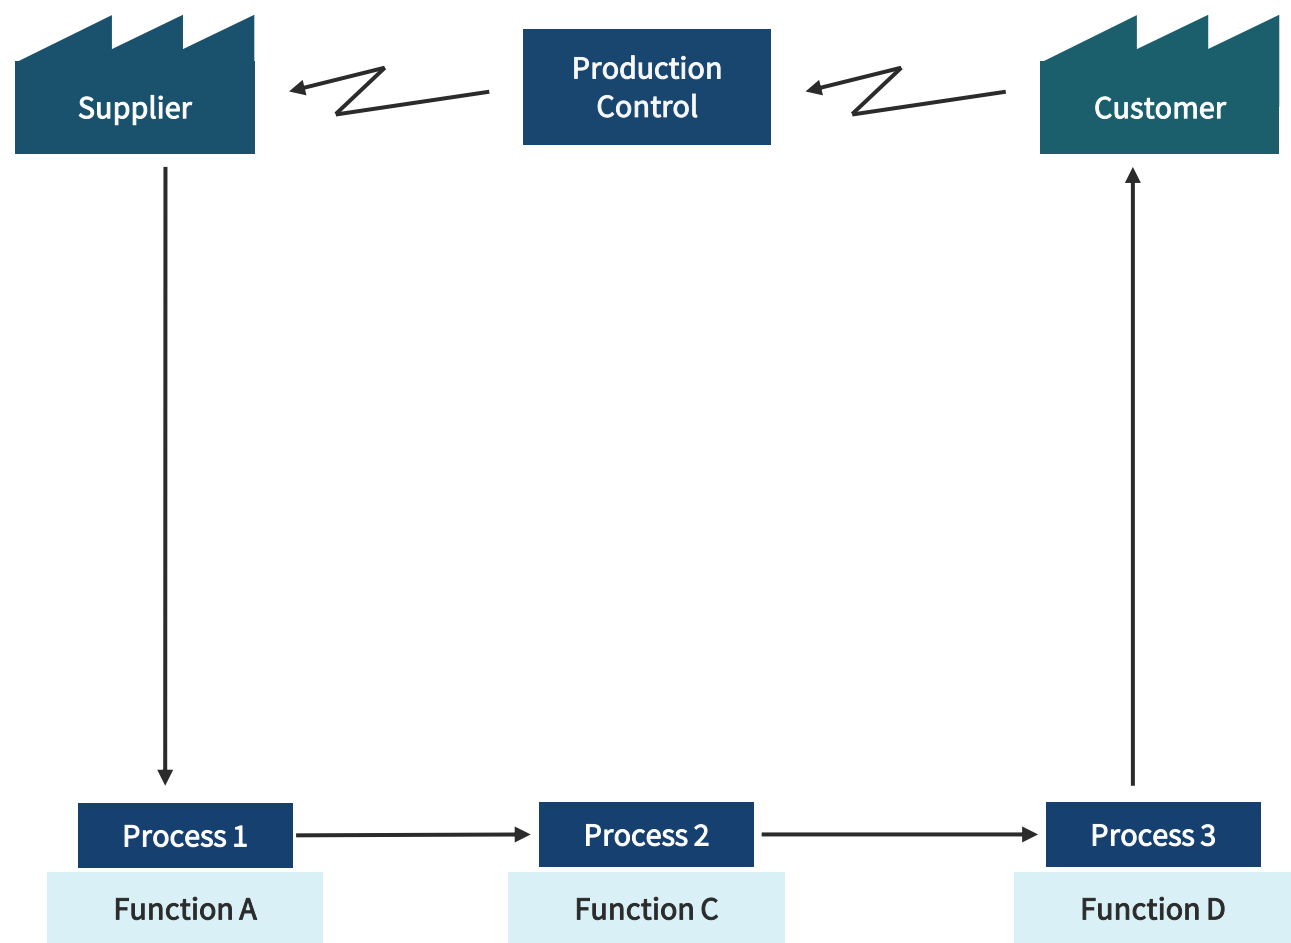 Supplier
Production
Control
Customer
Process 1
Process 2
Process 3
Function A
Function C
Function D